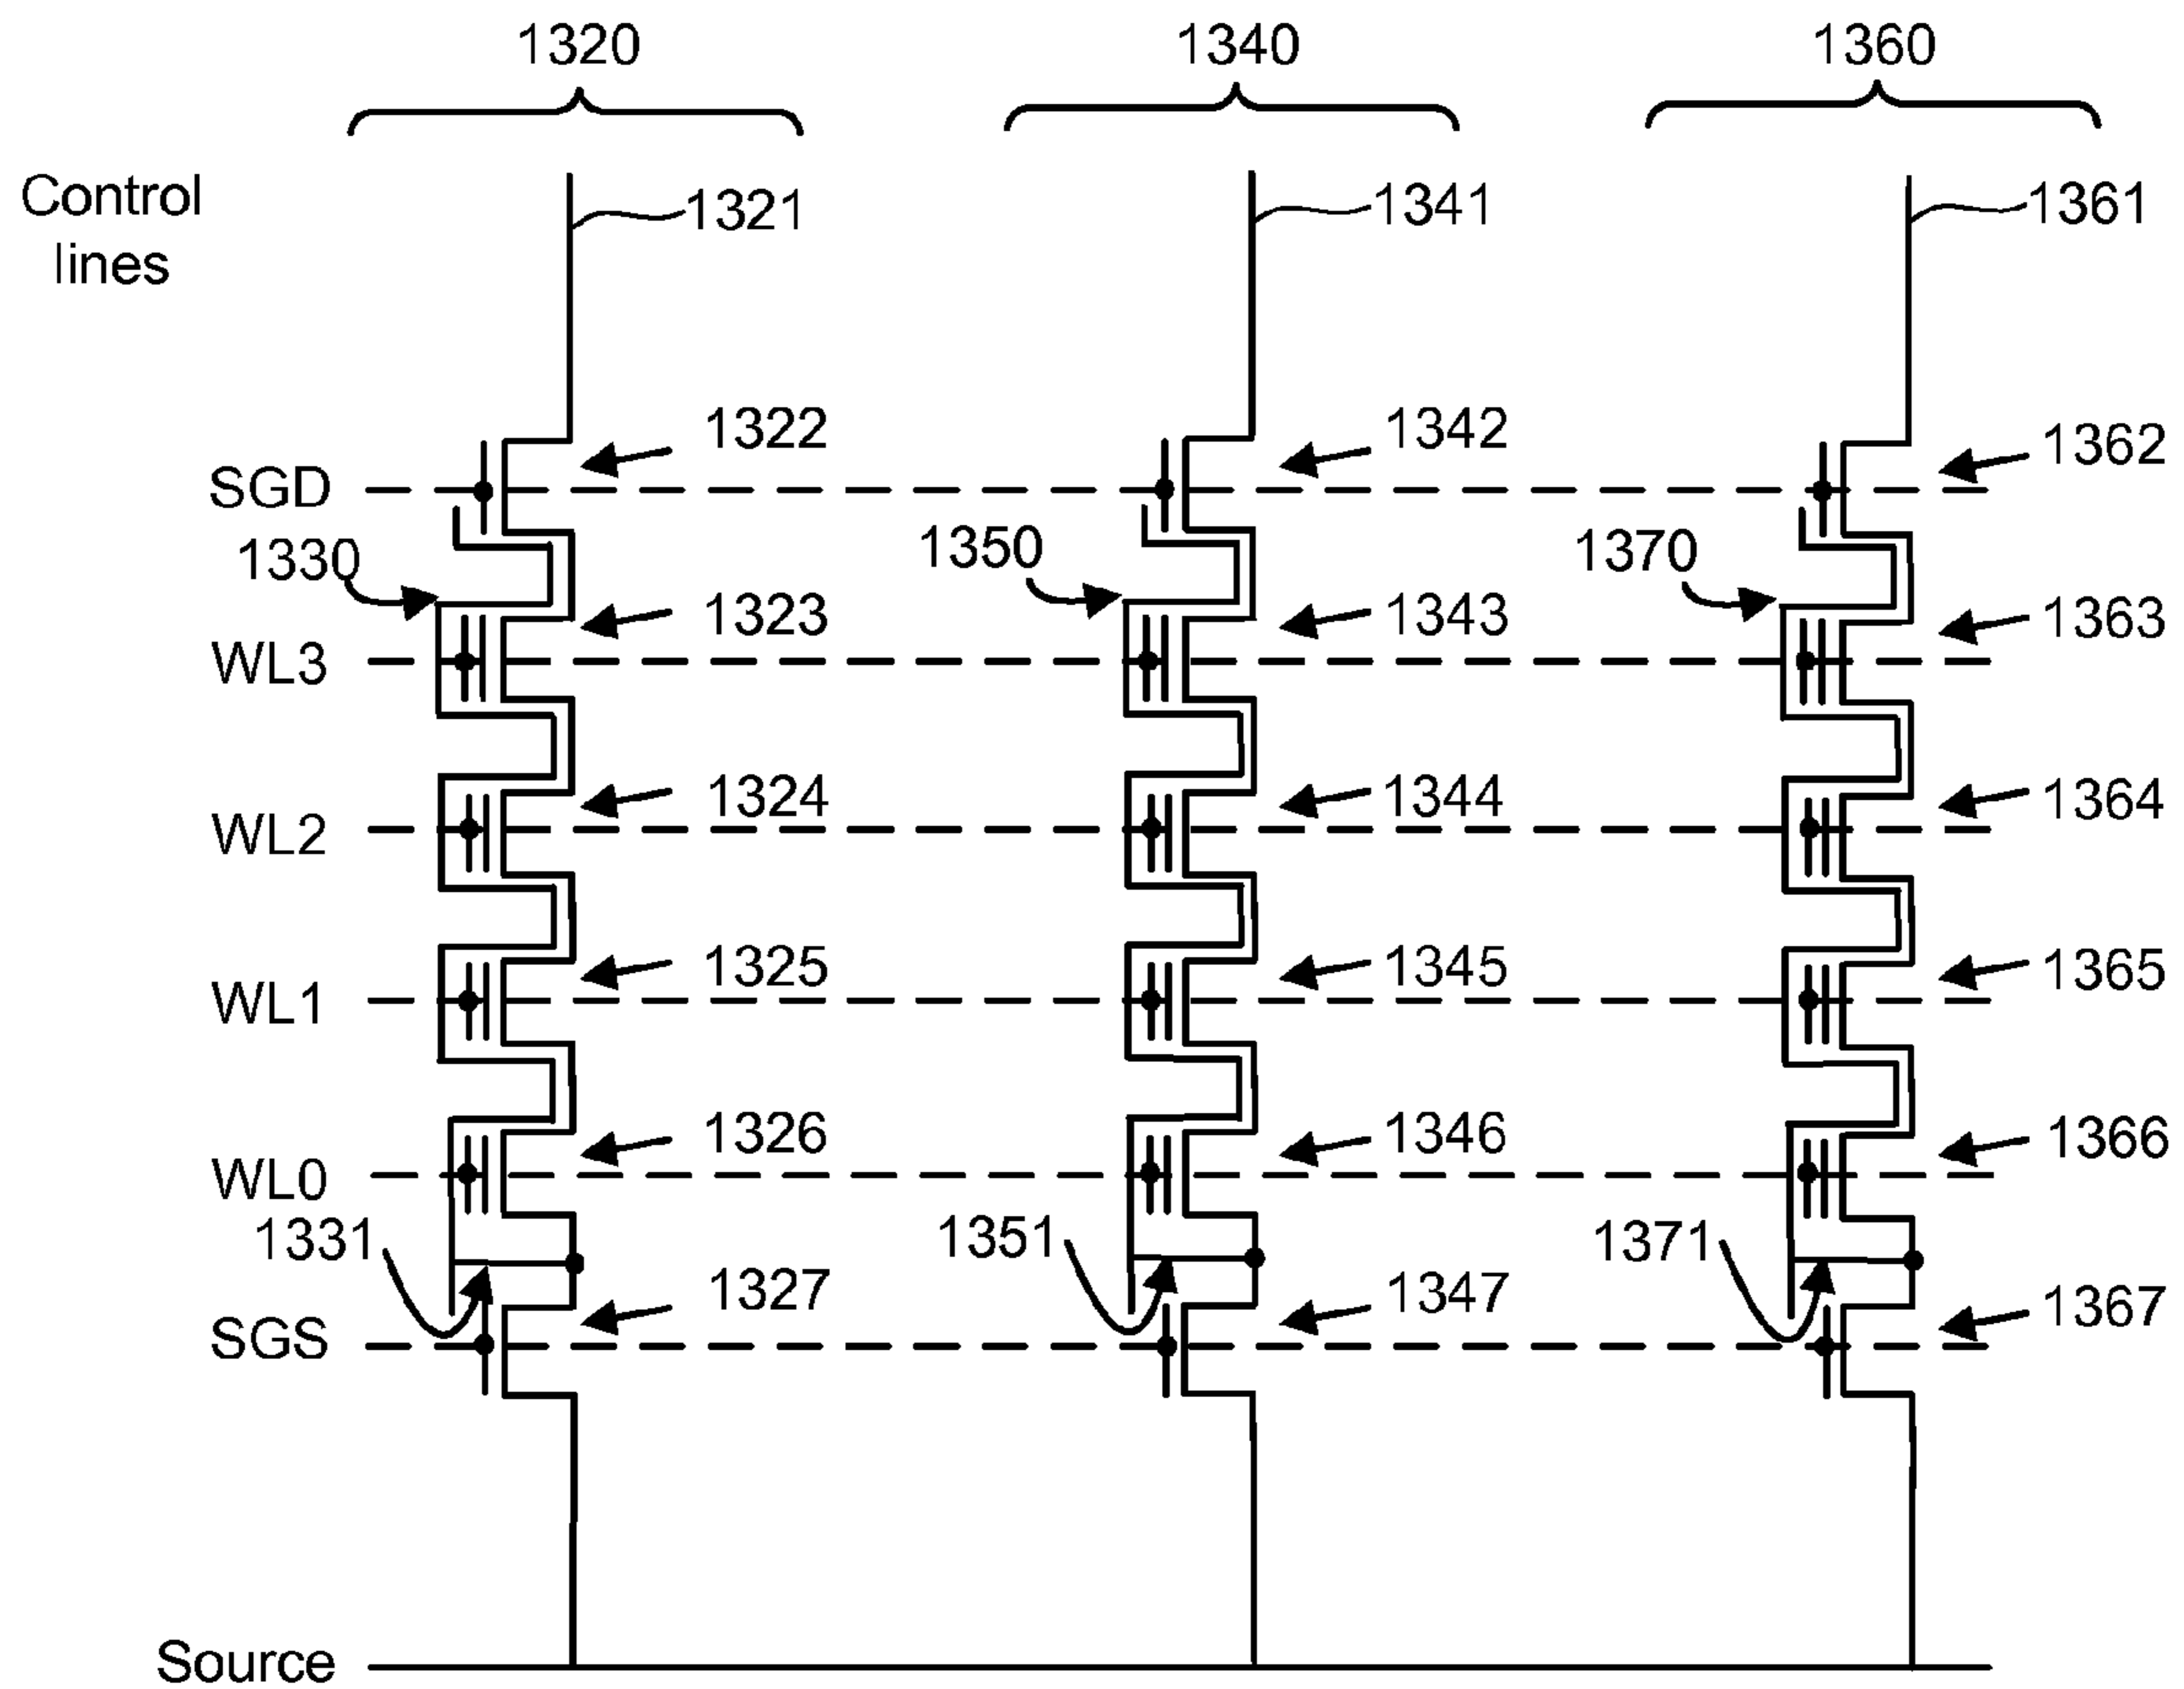 1320 1340 1360
Control
lines
1321 1341 1361
1322 1342 1362
SGD
1330 1350 1370
1323 1343 1363
WL3
1324 1344 1364
WL2
1325 1345 1365
WL1
1326 1346 1366
WL0
1331 1351 1371
1327 1347 1367
SGS
Source